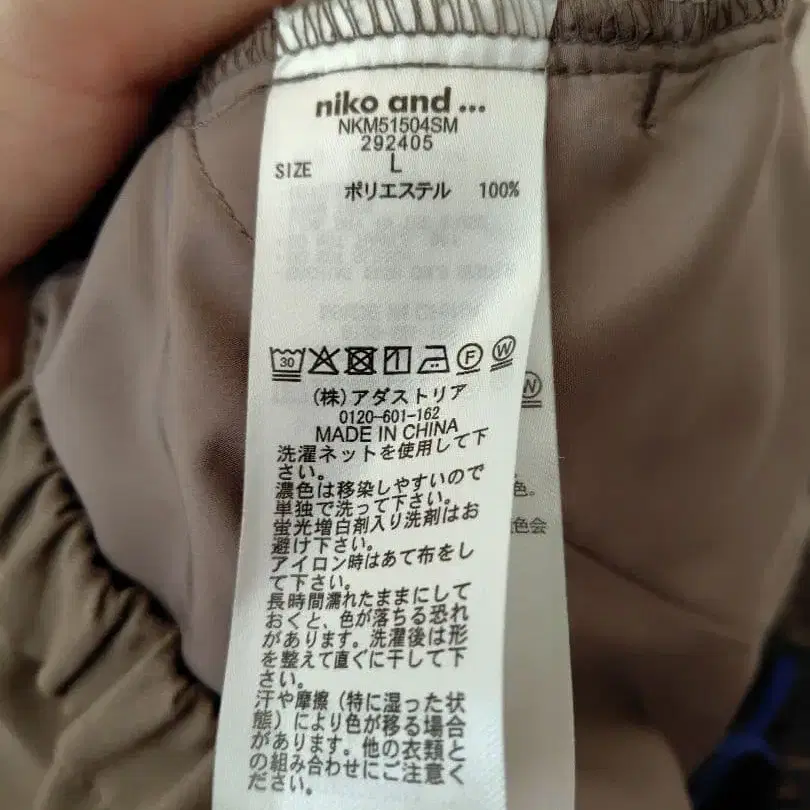 niko and ...
NKM51504SM
292405
SIZE L
ポリエステル 100%
30
F
W
W
(株)アダストリア
0120-601-162
MADE IN CHINA
洗濯ネットを使用して下
さい。
濃色は移染しやすいので
単独で洗って下さい。
蛍光増白剤入り洗剤はお
避け下さい。
アイロン時はあて布をし
て下さい。
長時間濡れたままにして
おくと、色が落ちる恐れ
があります。洗濯後は形
を整えて直ぐに干して下
さい。
汗や摩擦(特に湿った状
態)により色が移る場合
があります。他の衣類と
の組み合わせにご注意く
ださい。
色。
色会